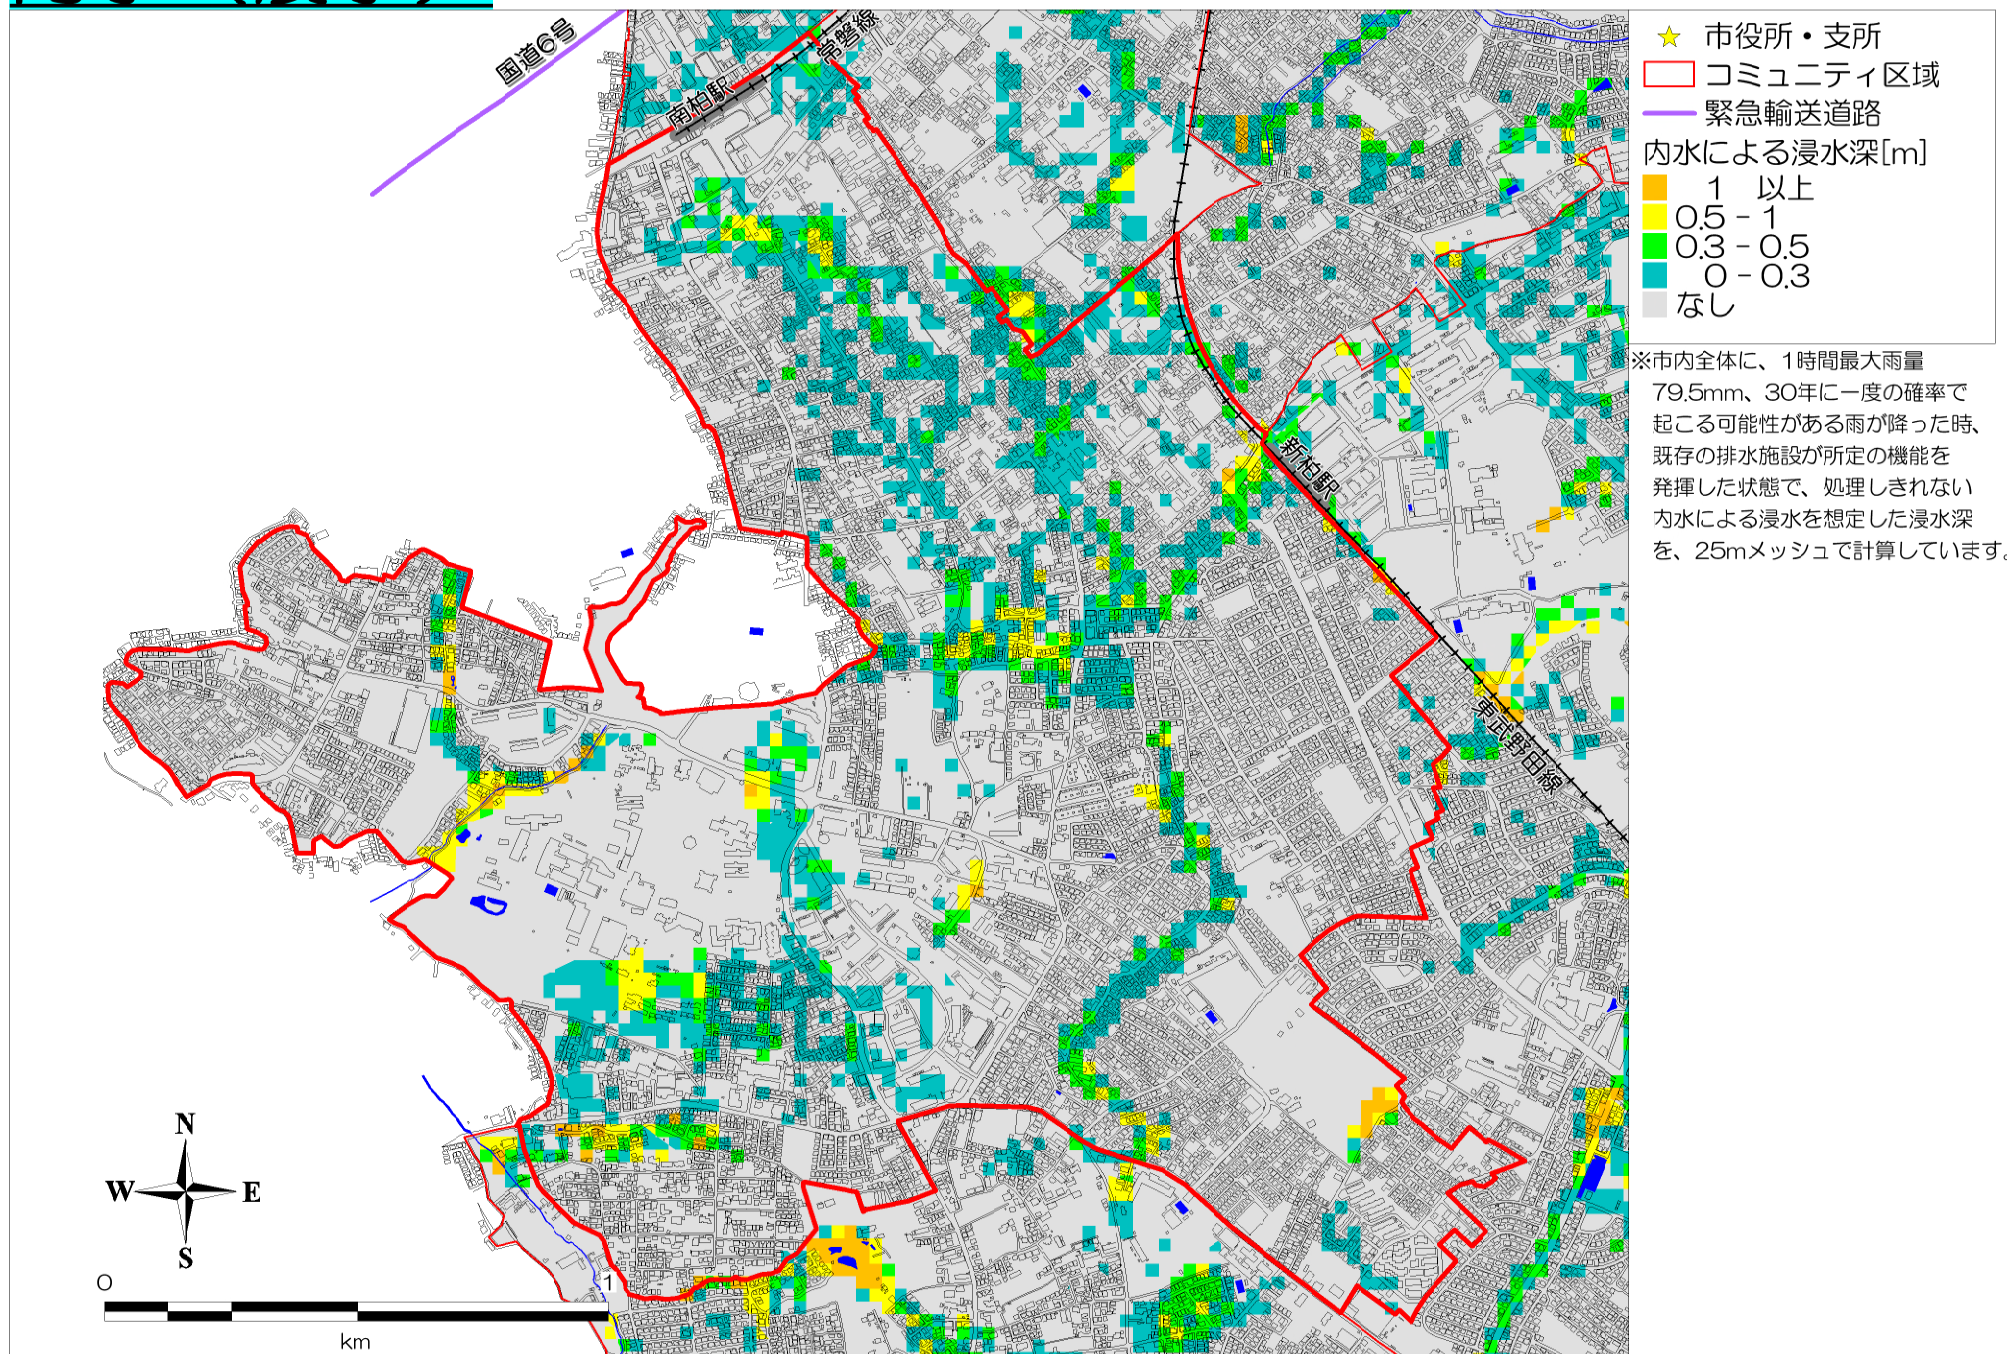 国道6号
常磐線
南柏駅
新柏駅
東武野田線
市役所・支所
コミュニティ区域
緊急輸送道路
内水による浸水深[m]
1 以上
0.5 - 1
0.3 - 0.5
0 - 0.3
なし
※市内全体に、1時間最大雨量
79.5mm、30年に一度の確率で
起こる可能性がある雨が降った時、
既存の排水施設が所定の機能を
発揮した状態で、処理しきれない
内水による浸水を想定した浸水深
を、25mメッシュで計算しています。
N
W
E
S
0
1
km